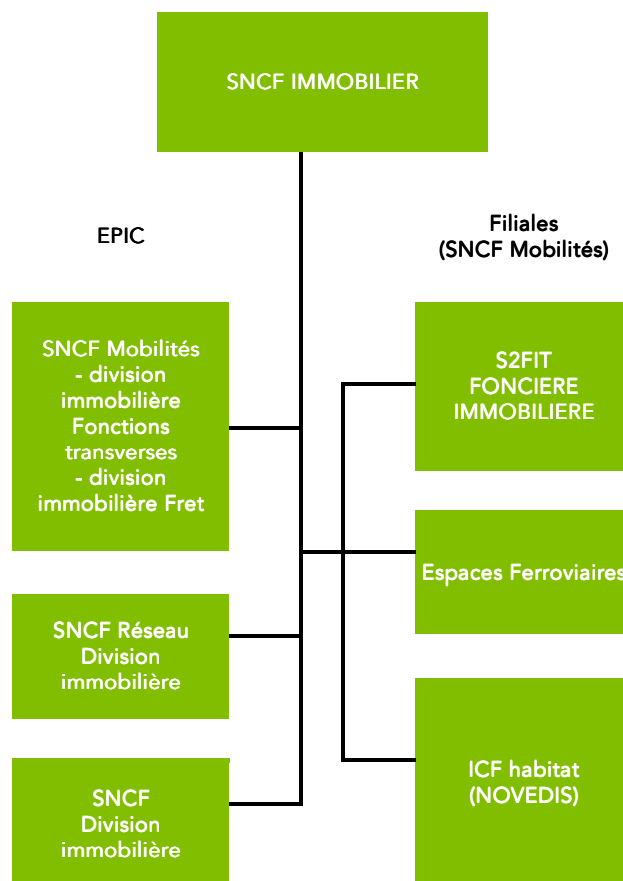 SNCF IMMOBILIER
EPIC
SNCF Mobilités
- division
immobilière
Fonctions
transverses
- division
immobilière Fret
SNCF Réseau
Division
immobilière
SNCF
Division
immobilière
Filiales
(SNCF Mobilités)
S2FIT
FONCIERE
IMMOBILIERE
Espaces Ferroviaires
ICF habitat
(NOVEDIS)